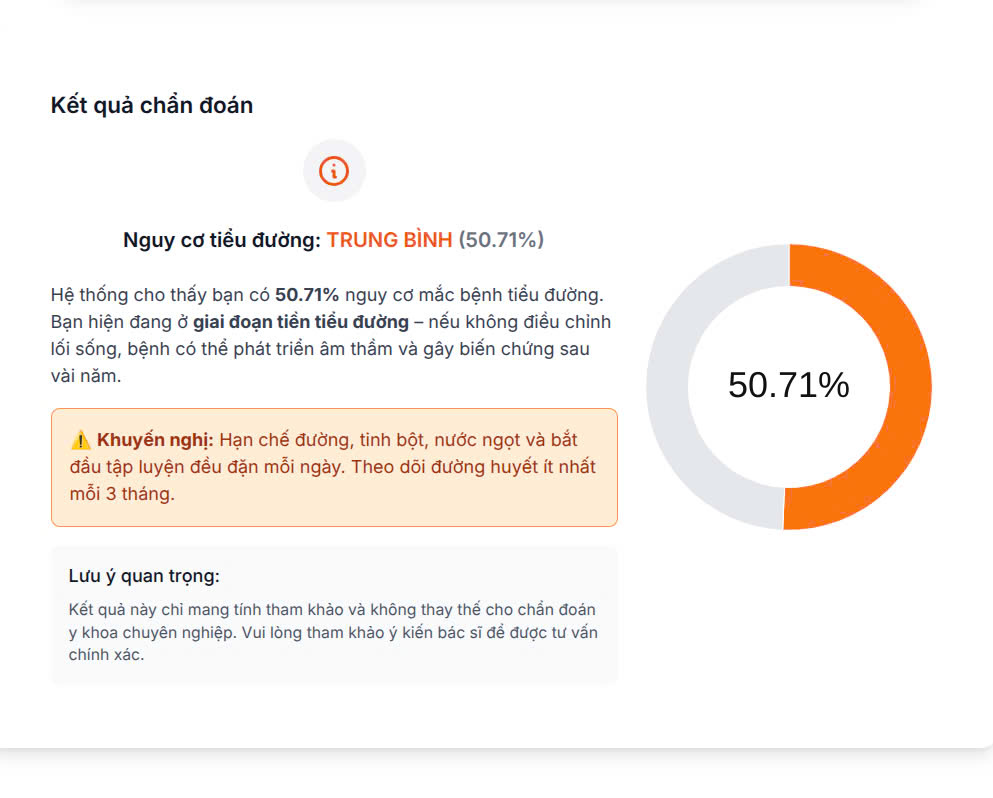 Kết quả chẩn đoán
Nguy cơ tiểu đường: TRUNG BÌNH (50.71%)
Hệ thống cho thấy bạn có 50.71% nguy cơ mắc bệnh tiểu đường.
Bạn hiện đang ở giai đoạn tiền tiểu đường – nếu không điều chỉnh
lối sống, bệnh có thể phát triển âm thầm và gây biến chứng sau
vài năm.
⚠️ Khuyến nghị: Hạn chế đường, tinh bột, nước ngọt và bắt
đầu tập luyện đều đặn mỗi ngày. Theo dõi đường huyết ít nhất
mỗi 3 tháng.
Lưu ý quan trọng:
Kết quả này chỉ mang tính tham khảo và không thay thế cho chẩn đoán
y khoa chuyên nghiệp. Vui lòng tham khảo ý kiến bác sĩ để được tư vấn
chính xác.
50.71%